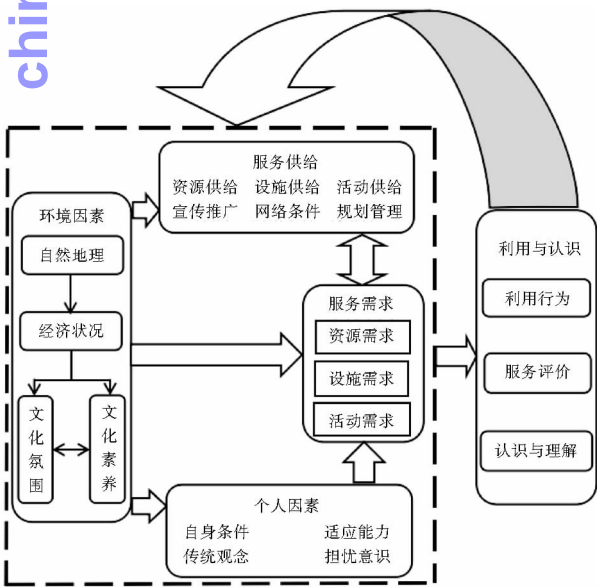 chin
服务供给
资源供给 设施供给 活动供给
宣传推广 网络条件 规划管理
环境因素
自然地理
经济状况
文化氛围
文化素养
服务需求
资源需求
设施需求
活动需求
个人因素
自身条件 适应能力
传统观念 担忧意识
利用与认识
利用行为
服务评价
认识与理解